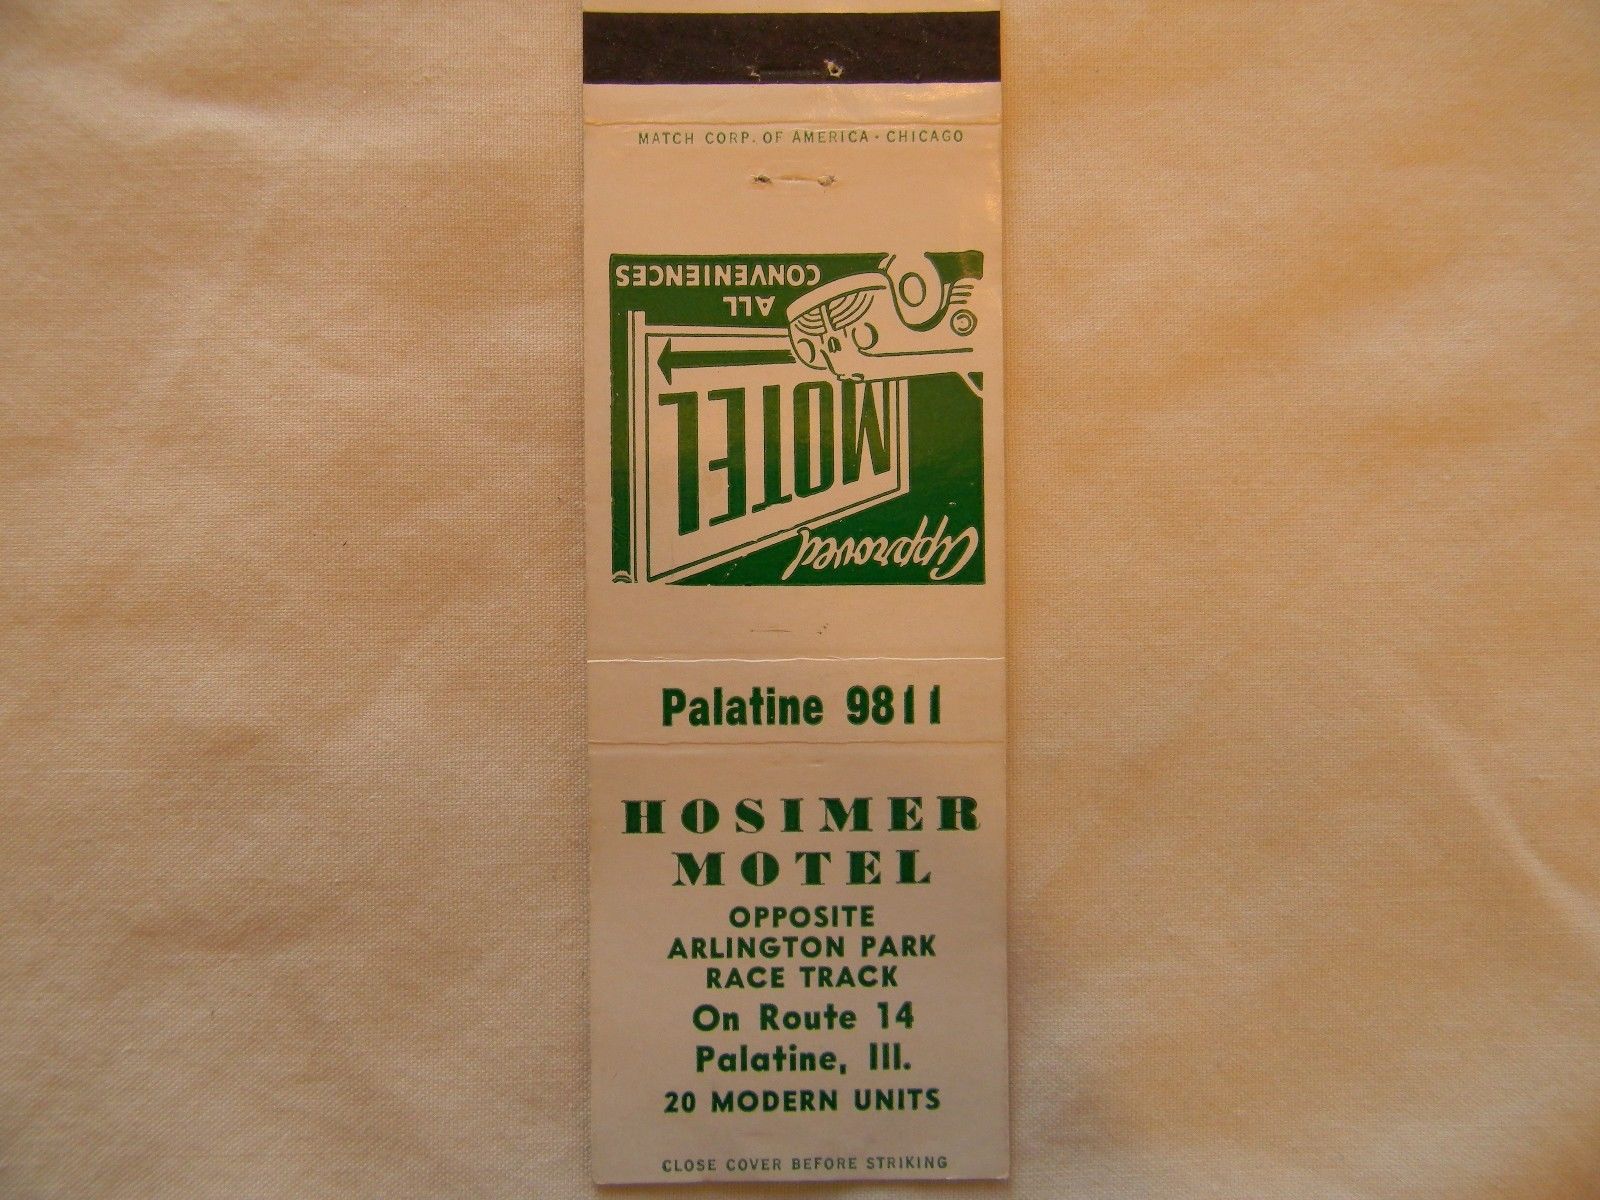 MATCH CORP. OF AMERICA - CHICAGO
Approved
MOTEL
ALL
CONVENIENCES
Palatine 9811
HOSIMER
MOTEL
OPPOSITE
ARLINGTON PARK
RACE TRACK
On Route 14
Palatine, Ill.
20 MODERN UNITS
CLOSE COVER BEFORE STRIKING